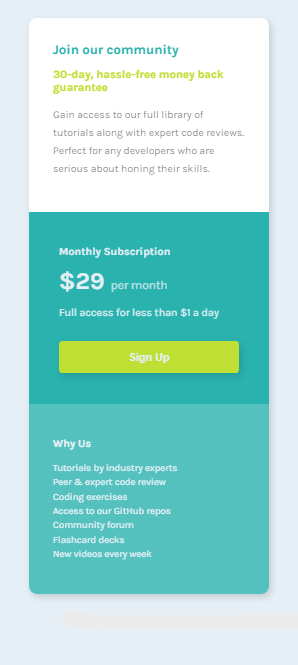 Join our community
30-day, hassle-free money back
guarantee
Gain access to our full library of
tutorials along with expert code reviews.
Perfect for any developers who are
serious about honing their skills.
Monthly Subscription
$29 per month
Full access for less than $1 a day
Sign Up
Why Us
Tutorials by industry experts
Peer & expert code review
Coding exercises
Access to our GitHub repos
Community forum
Flashcard decks
New videos every week